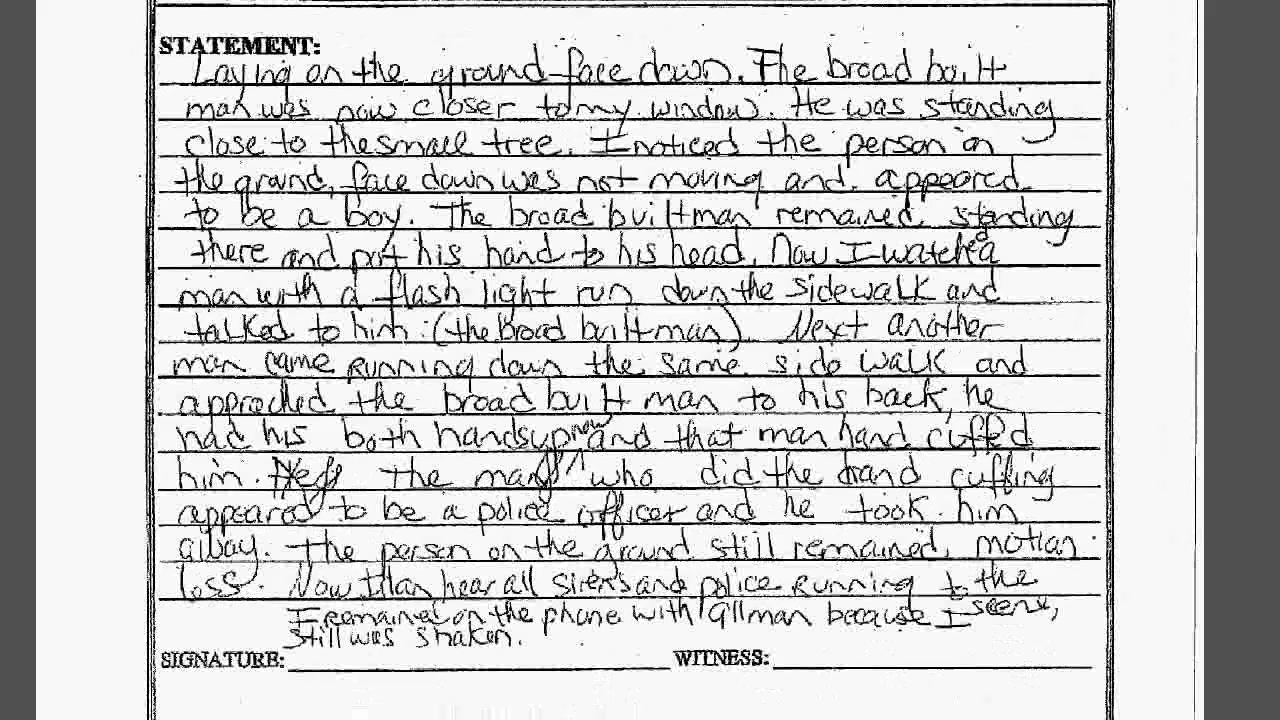 STATEMENT:
Laying on the ground face down. The broad built
man was now closer to my window. He was standing
close to the small tree. I noticed the person on
the ground, face down was not moving and appeared
to be a boy. The broad built man remained standing
there and put his hand to his head. Now I watched a
man with a flash light run down the sidewalk and
talked to him (the broad built man). Next another
man came running down the same side walk and
approched the broad built man to his back, he
had his both hands up now and that man hand cuffed
him. the man who did the hand cuffing
appeared to be a police officer and he took him
away. The person on the ground still remained motian
less. Now I can hear all sirens and police running to the
scene,
I remained on the phone with 911 man because I
still was shaken.
SIGNATURE: WITNESS: